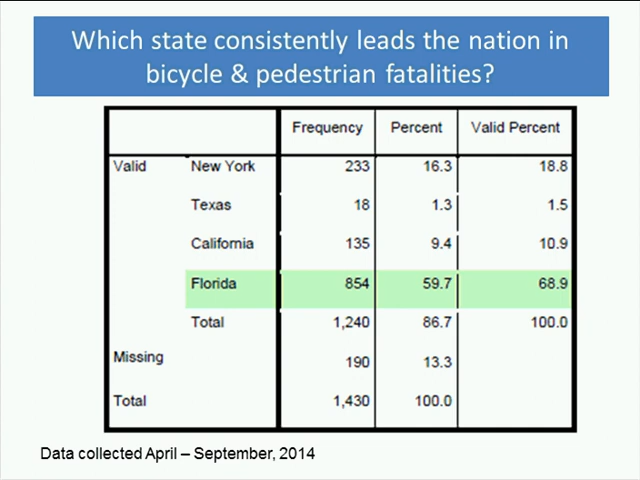 Which state consistently leads the nation in
bicycle & pedestrian fatalities?
Frequency Percent Valid Percent
Valid New York 233 16.3 18.8
Texas 18 1.3 1.5
California 135 9.4 10.9
Florida 854 59.7 68.9
Total 1,240 86.7 100.0
Missing 190 13.3
Total 1,430 100.0
Data collected April – September, 2014